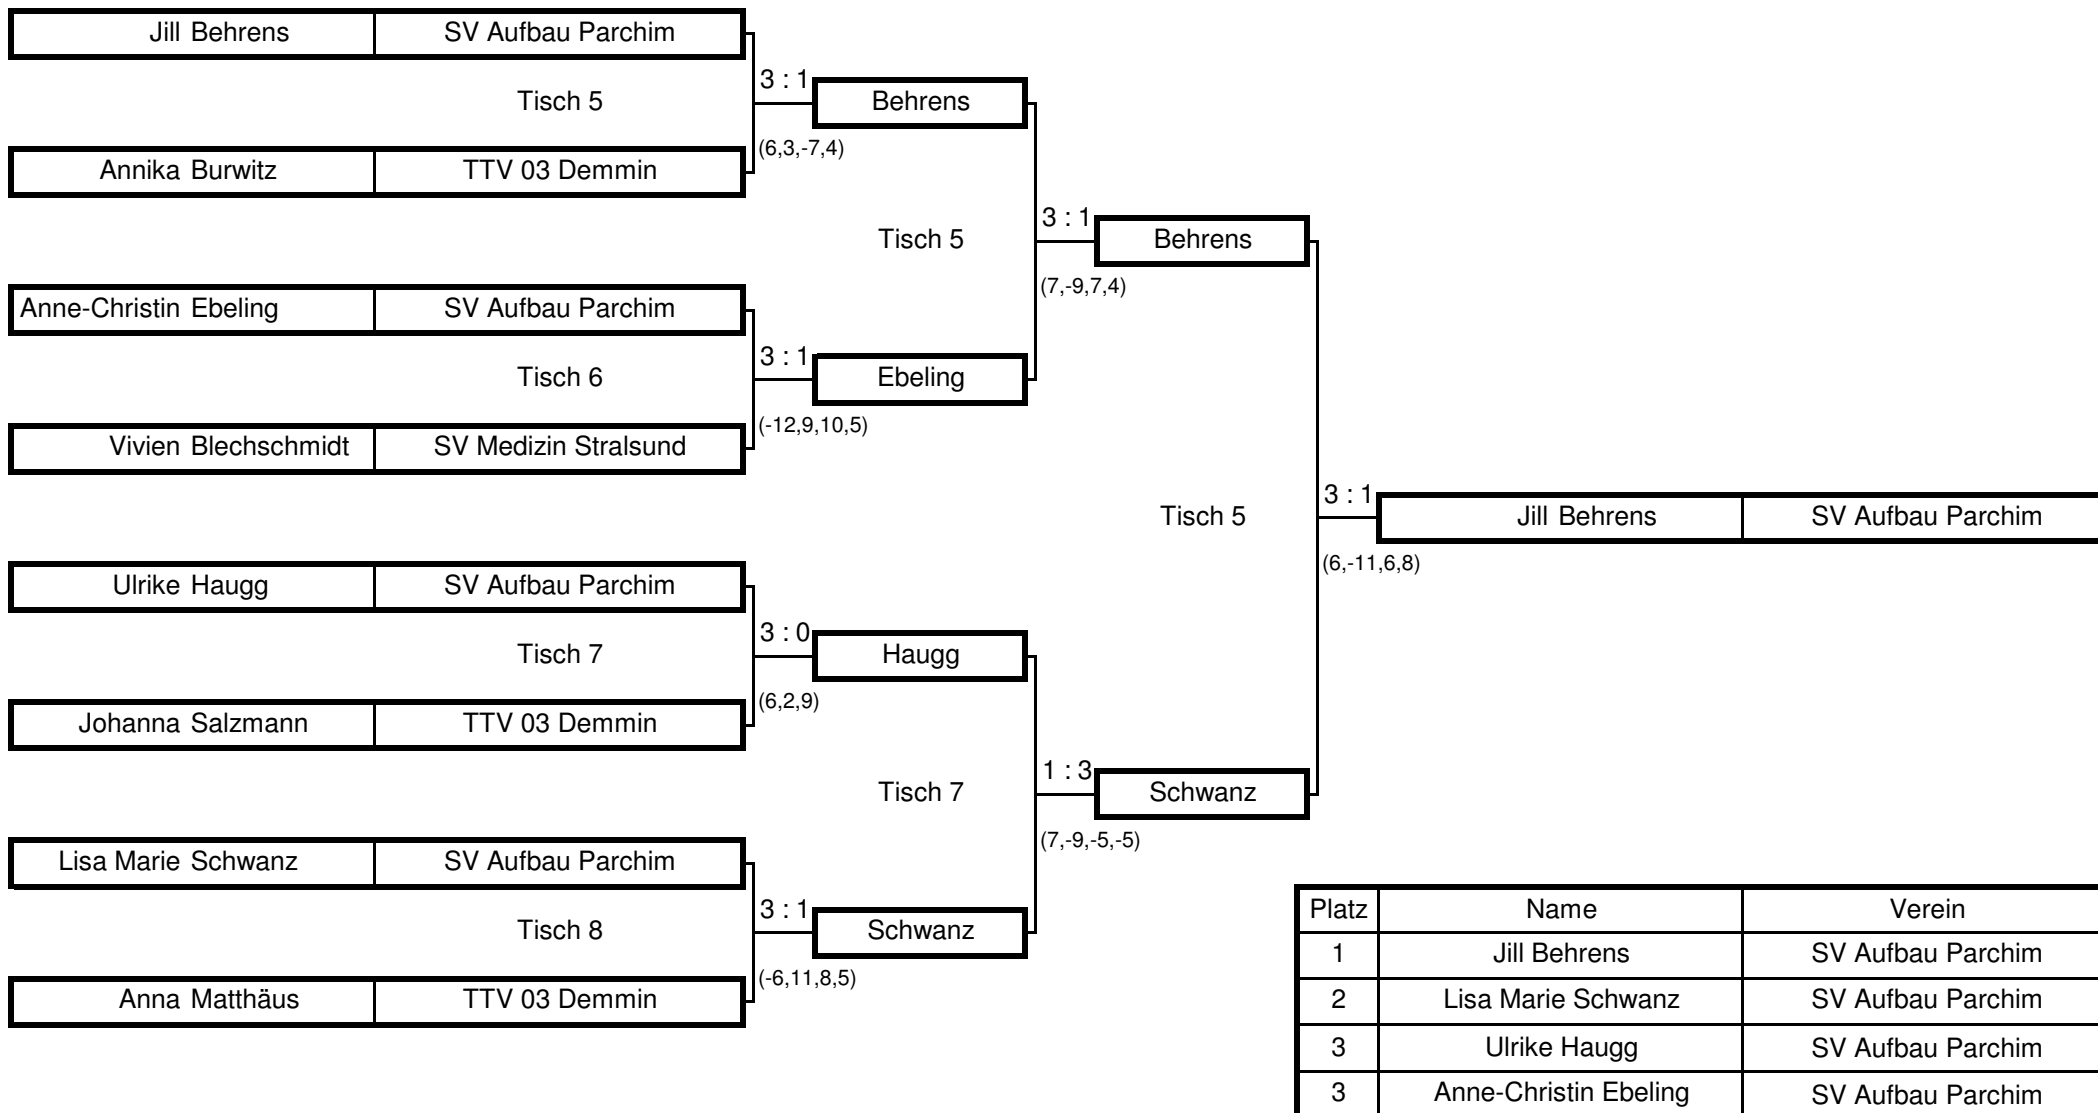 Jill Behrens SV Aufbau Parchim
3 : 1
Tisch 5 Behrens
(6,3,-7,4)
Annika Burwitz TTV 03 Demmin
3 : 1
Tisch 5 Behrens
(7,-9,7,4)
Anne-Christin Ebeling SV Aufbau Parchim
3 : 1
Tisch 6 Ebeling
(-12,9,10,5)
Vivien Blechschmidt SV Medizin Stralsund
3 : 1
Tisch 5 Jill Behrens SV Aufbau Parchim
(6,-11,6,8)
Ulrike Haugg SV Aufbau Parchim
3 : 0
Tisch 7 Haugg
(6,2,9)
Johanna Salzmann TTV 03 Demmin
1 : 3
Tisch 7 Schwanz
(7,-9,-5,-5)
Lisa Marie Schwanz SV Aufbau Parchim
3 : 1
Tisch 8 Schwanz
(-6,11,8,5)
Anna Matthäus TTV 03 Demmin
Platz Name Verein
1 Jill Behrens SV Aufbau Parchim
2 Lisa Marie Schwanz SV Aufbau Parchim
3 Ulrike Haugg SV Aufbau Parchim
3 Anne-Christin Ebeling SV Aufbau Parchim